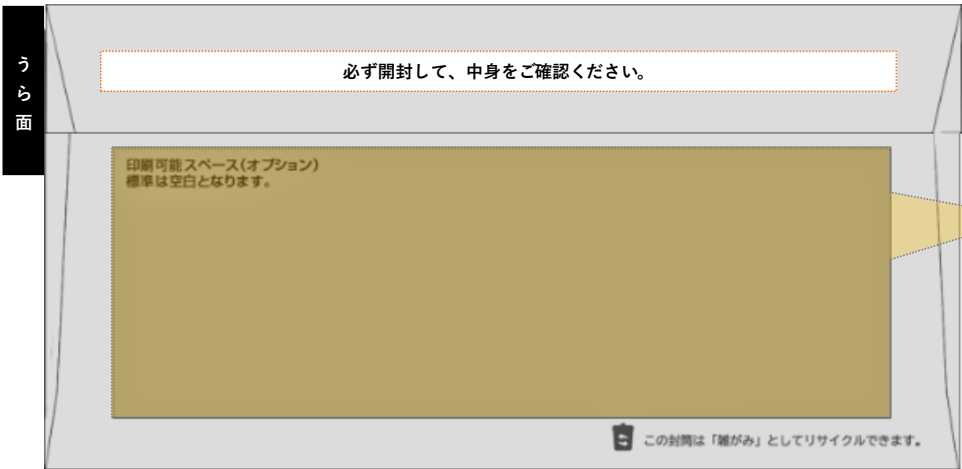 うら面
必ず開封して、中身をご確認ください。
印刷可能スペース(オプション)
標準は空白となります。
この封筒は「雑がみ」としてリサイクルできます。